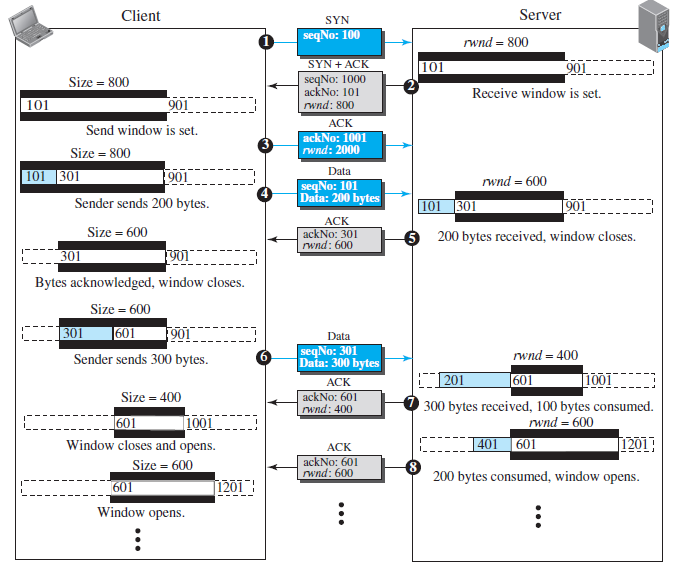 Client
Server
SYN
1
seqNo: 100
rwnd = 800
101
901
SYN + ACK
seqNo: 1000
ackNo: 101
rwnd: 800
2
Receive window is set.
Size = 800
101
901
Send window is set.
ACK
3
ackNo: 1001
rwnd: 2000
Size = 800
101
301
901
Sender sends 200 bytes.
Data
4
seqNo: 101
Data: 200 bytes
rwnd = 600
101
301
901
200 bytes received, window closes.
ACK
ackNo: 301
rwnd: 600
5
Size = 600
301
901
Bytes acknowledged, window closes.
Size = 600
301
601
901
Sender sends 300 bytes.
Data
6
seqNo: 301
Data: 300 bytes
rwnd = 400
201
601
1001
300 bytes received, 100 bytes consumed.
ACK
ackNo: 601
rwnd: 400
7
Size = 400
601
1001
Window closes and opens.
rwnd = 600
401
601
1201
200 bytes consumed, window opens.
ACK
ackNo: 601
rwnd: 600
8
Size = 600
601
1201
Window opens.